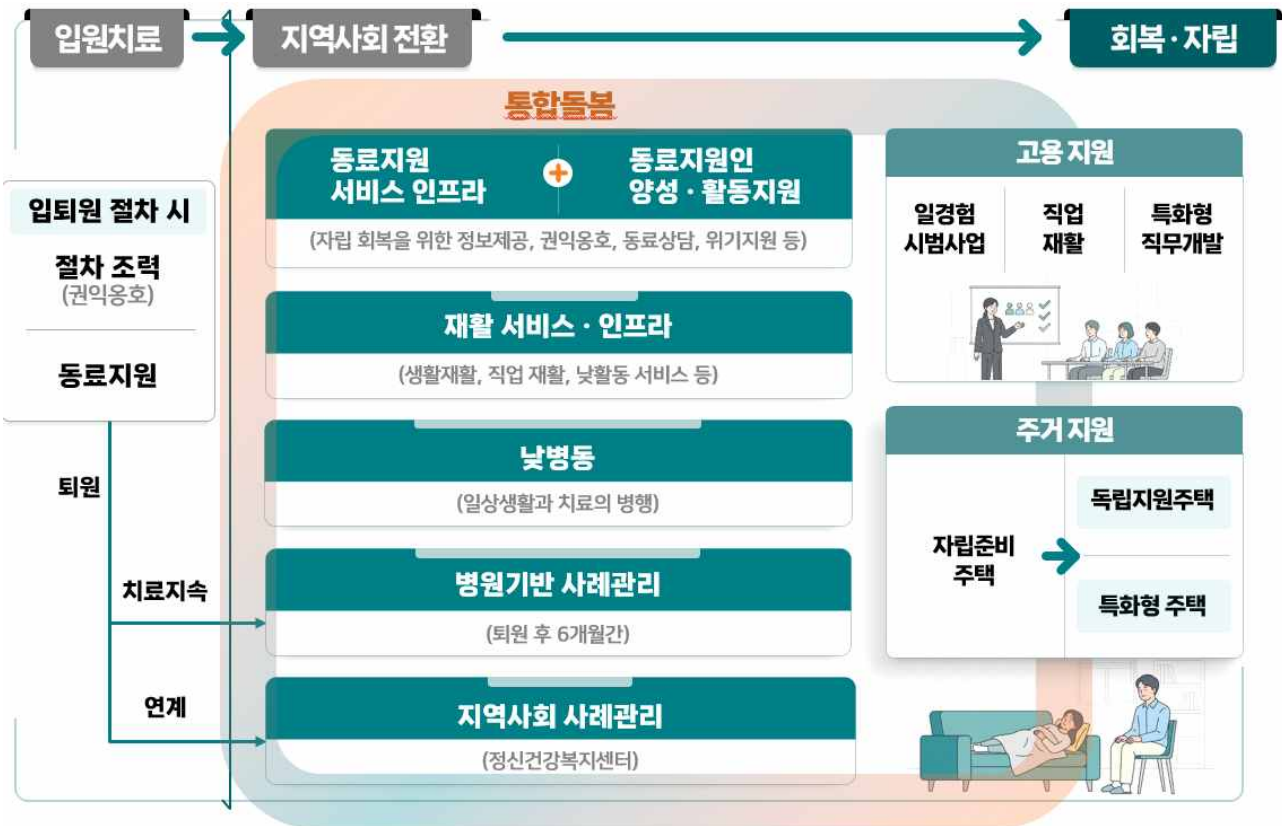 입원치료
지역사회 전환
회복·자립
통합돌봄
입퇴원 절차 시
절차 조력
(권익옹호)
동료지원
퇴원
치료지속
연계
동료지원
서비스 인프라
+
동료지원인
양성·활동지원
(자립 회복을 위한 정보제공, 권익옹호, 동료상담, 위기지원 등)
재활 서비스·인프라
(생활재활, 직업 재활, 낮활동 서비스 등)
낮병동
(일상생활과 치료의 병행)
병원기반 사례관리
(퇴원 후 6개월간)
지역사회 사례관리
(정신건강복지센터)
고용 지원
일경험
시범사업
직업
재활
특화형
직무개발
주거 지원
자립준비
주택
독립지원주택
특화형 주택